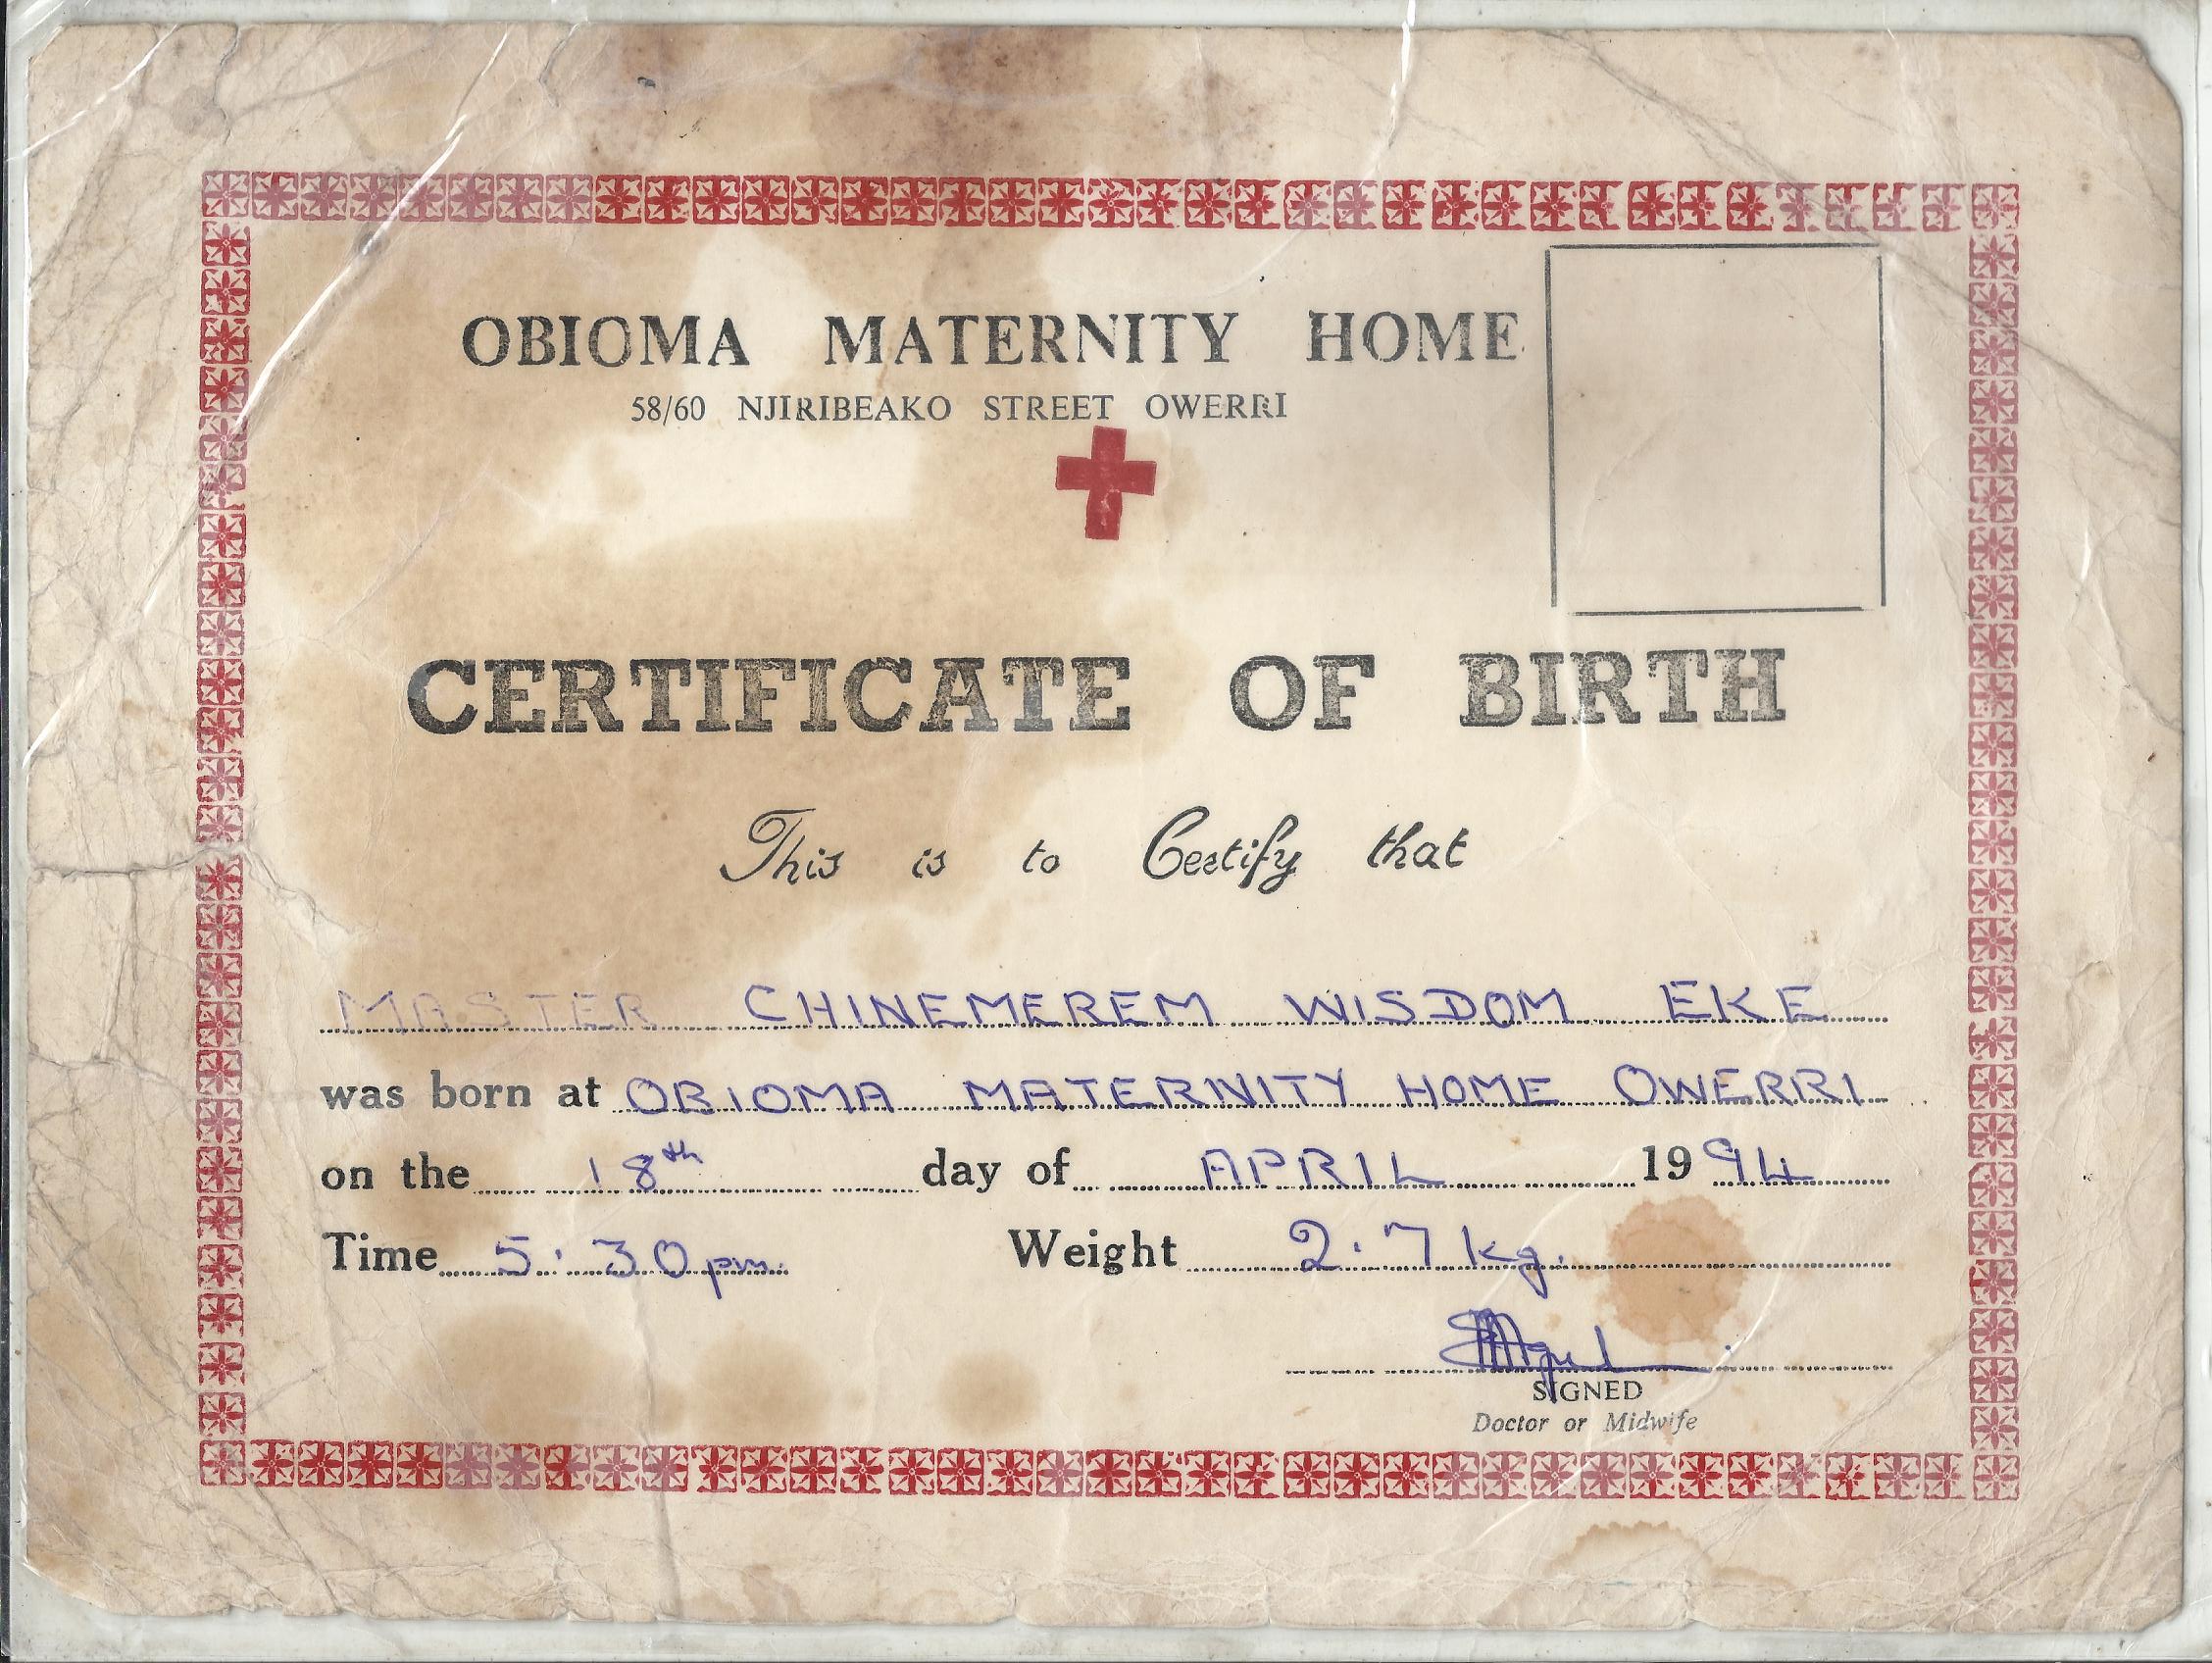 OBIOMA MATERNITY HOME
58/60 NJIRIBEAKO STREET OWERRI
CERTIFICATE OF BIRTH
This is to Certify that
MASTER CHINEMEREM WISDOM EKE
was born at OBIOMA MATERNITY HOME OWERRI
on the 18th day of APRIL 1994
Time 5:30pm. Weight 2.7kg.
SIGNED
Doctor or Midwife